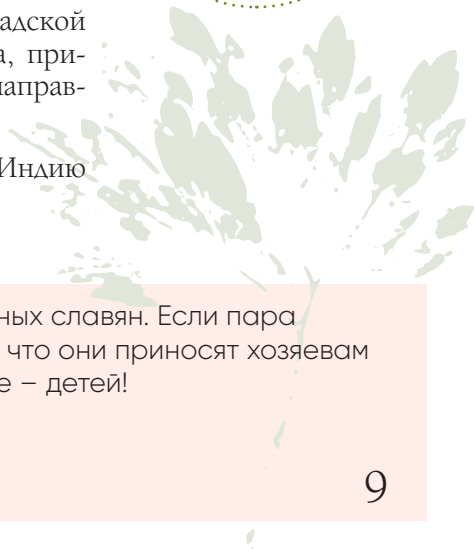 адской
а, при-
направ-
Индию
ных славян. Если пара
что они приносят хозяевам
е – детей!
9